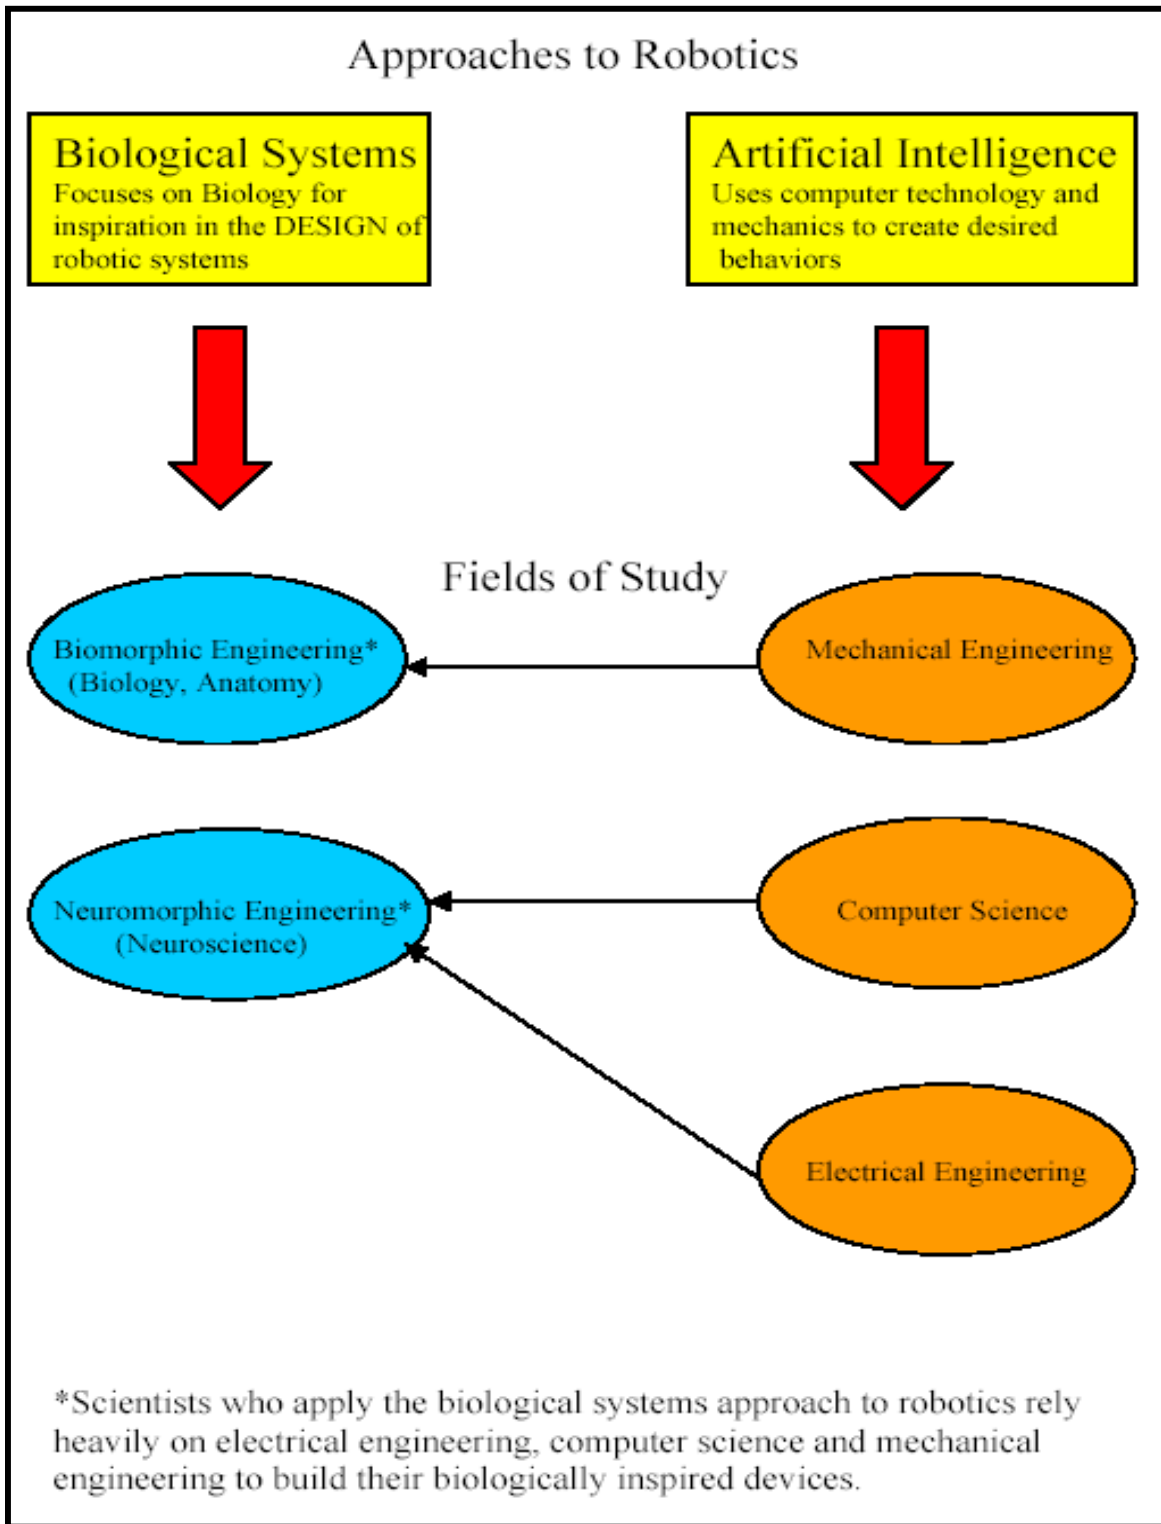 Approaches to Robotics
Biological Systems
Focuses on Biology for
inspiration in the DESIGN of
robotic systems
Artificial Intelligence
Uses computer technology and
mechanics to create desired
behaviors
Fields of Study
Biomorphic Engineering*
(Biology, Anatomy)
Mechanical Engineering
Neuromorphic Engineering*
(Neuroscience)
Computer Science
Electrical Engineering
*Scientists who apply the biological systems approach to robotics rely
heavily on electrical engineering, computer science and mechanical
engineering to build their biologically inspired devices.